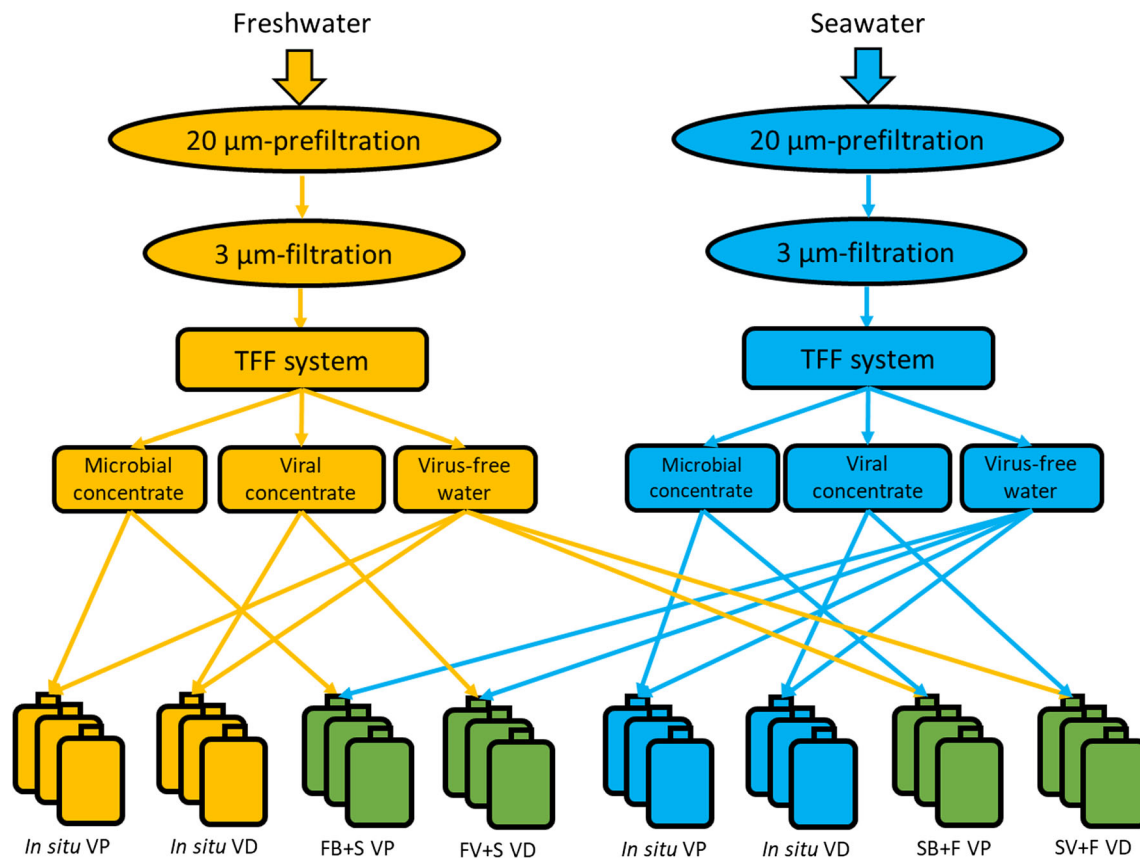 Freshwater
Seawater
20 µm-prefiltration
20 µm-prefiltration
3 µm-filtration
3 µm-filtration
TFF system
TFF system
Microbial
concentrate
Viral
concentrate
Virus-free
water
Microbial
concentrate
Viral
concentrate
Virus-free
water
In situ VP
In situ VD
FB+S VP
FV+S VD
In situ VP
In situ VD
SB+F VP
SV+F VD